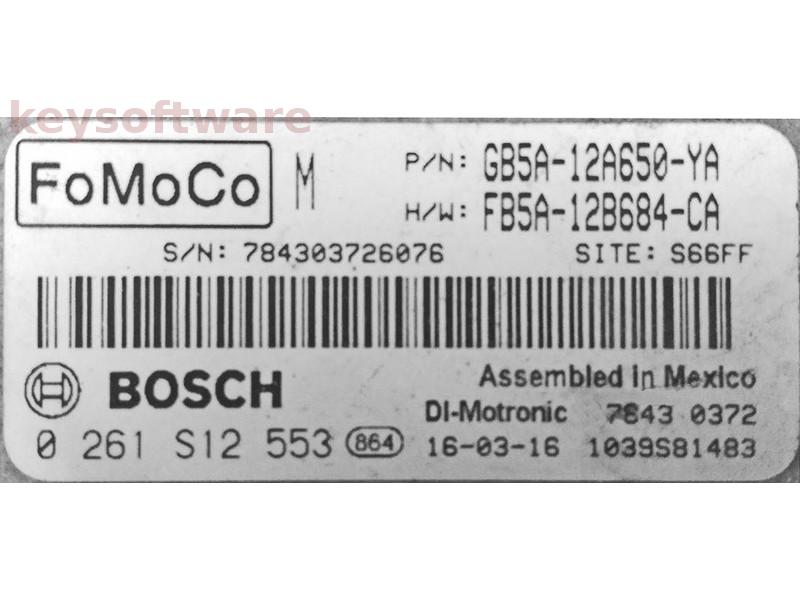 keysoftware
FoMoCo M P/N: GB5A-12A650-YA
H/W: FB5A-12B684-CA
S/N: 784303726076 SITE: S66FF
BOSCH Assembled in Mexico
DI-Motronic 7843 0372
0 261 S12 553 864 16-03-16 1039S81483